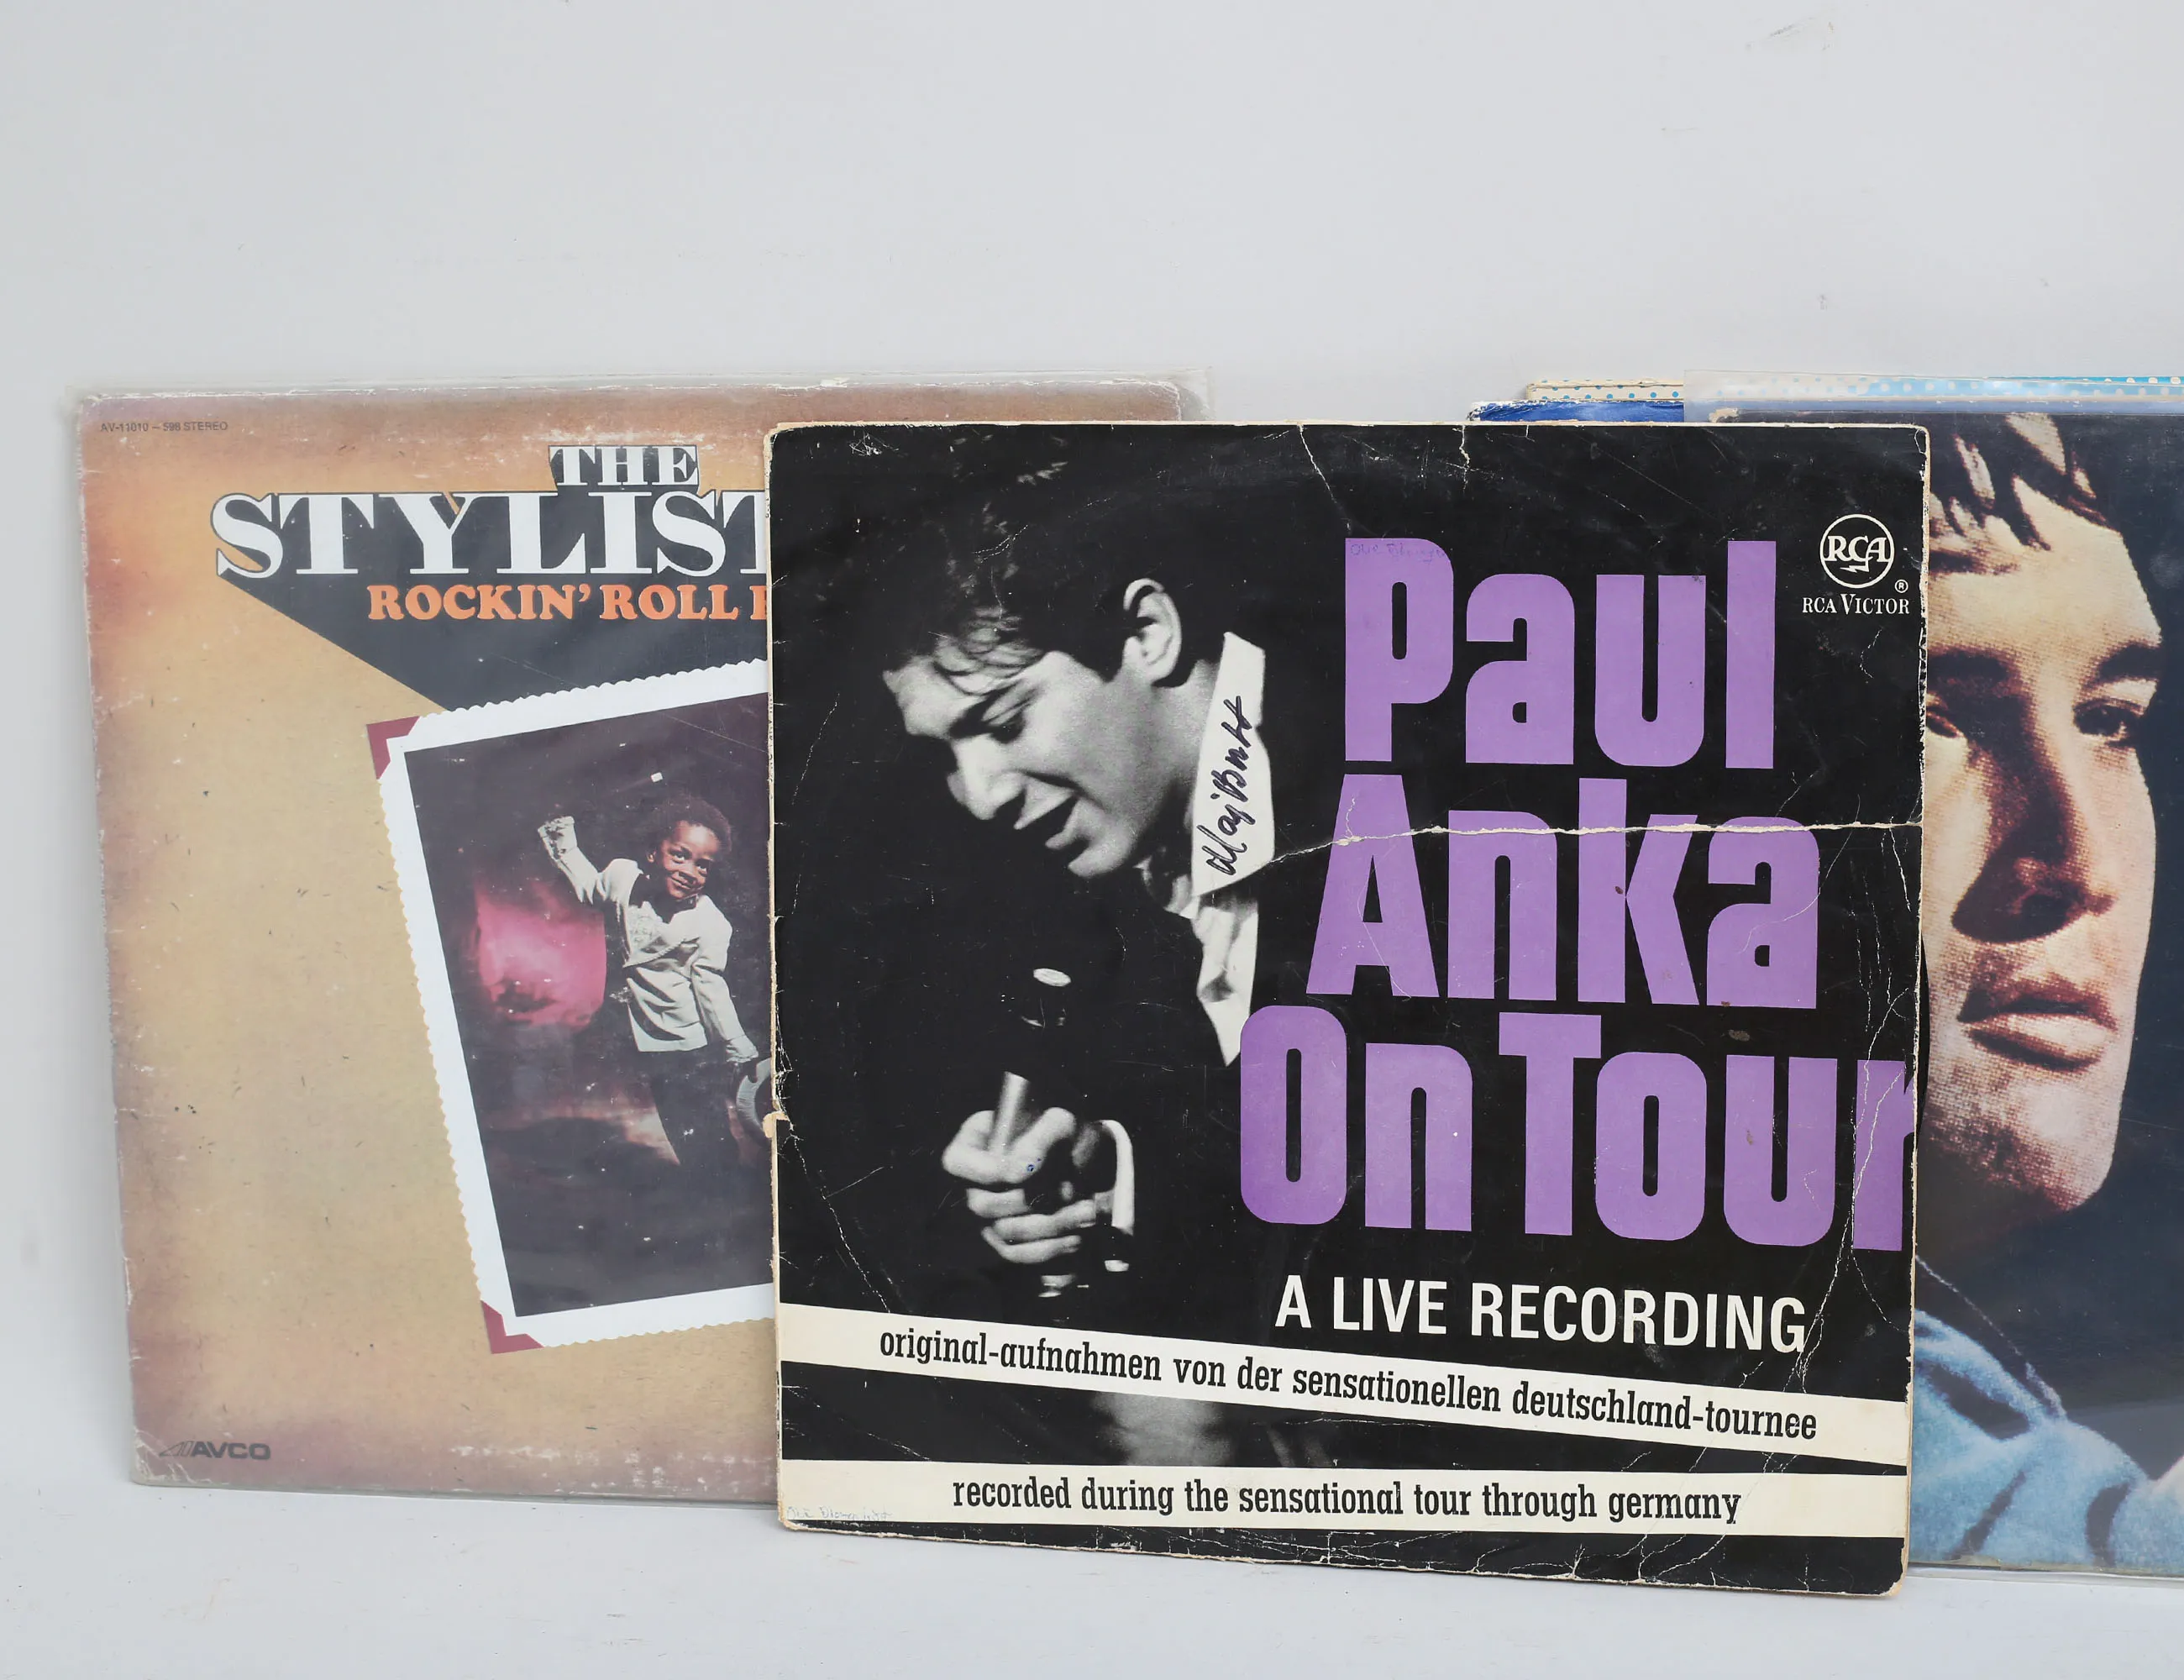 AV-11010 – 598 STEREO
THE
STYLIST
ROCKIN' ROLL
AVCO
Paul
Anka
On Tour
RCA
®
RCA VICTOR
A LIVE RECORDING
original-aufnahmen von der sensationellen deutschland-tournee
recorded during the sensational tour through germany